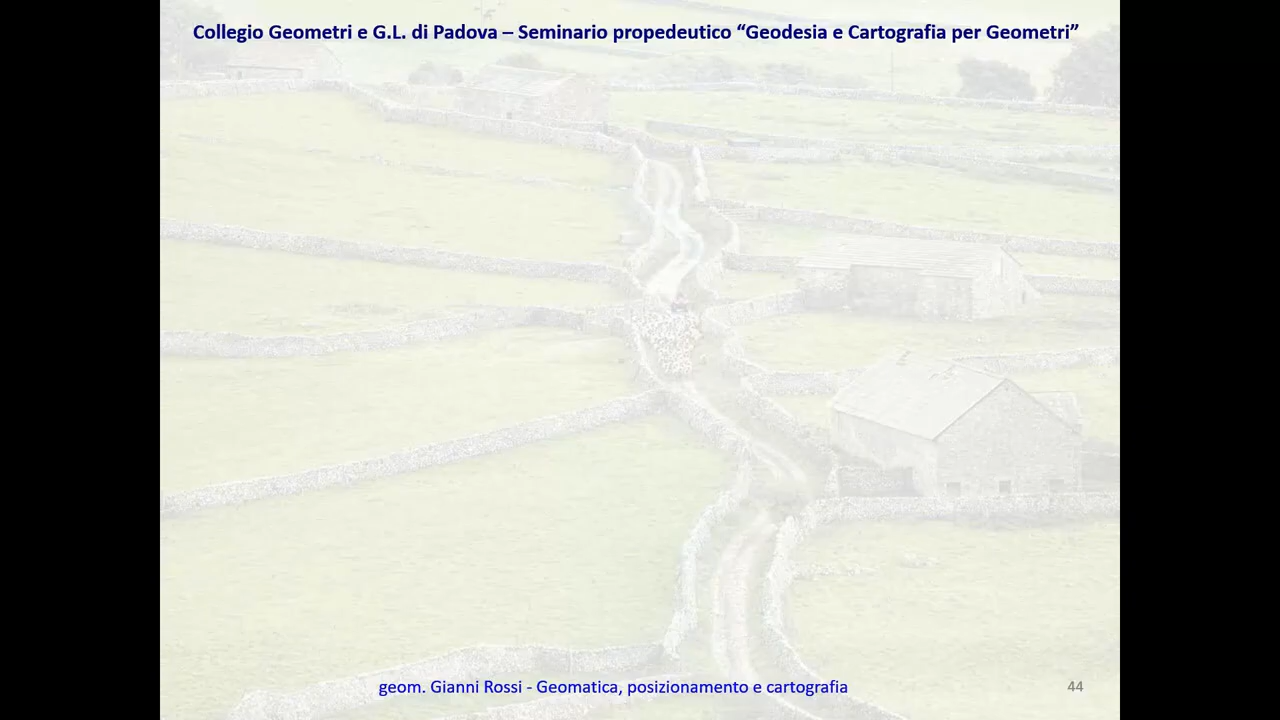 Collegio Geometri e G.L. di Padova – Seminario propedeutico “Geodesia e Cartografia per Geometri”
geom. Gianni Rossi - Geomatica, posizionamento e cartografia
44